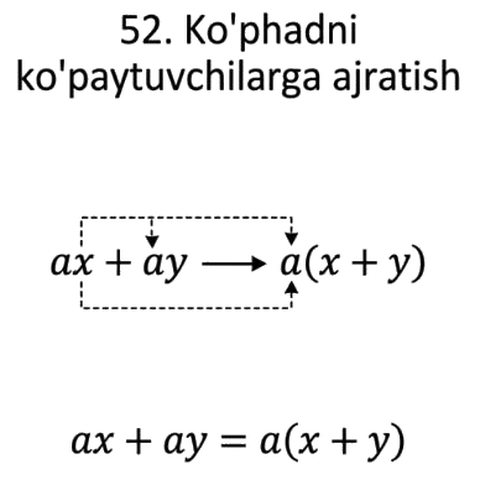 52. Ko'phadni
ko'paytuvchilarga ajratish
ax + ay ⟶ a(x + y)
ax + ay = a(x + y)